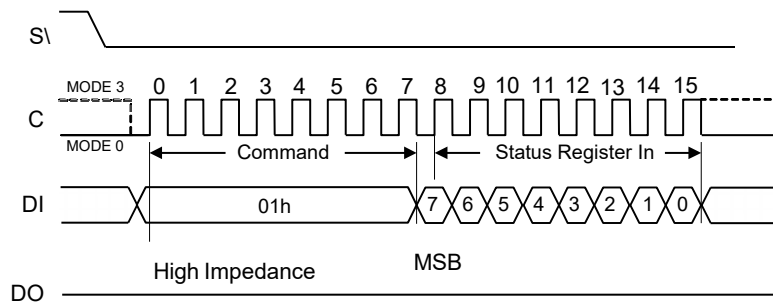 S\
MODE 3 0 1 2 3 4 5 6 7 8 9 10 11 12 13 14 15
C
MODE 0
Command Status Register In
DI 01h 7 6 5 4 3 2 1 0
High Impedance MSB
DO